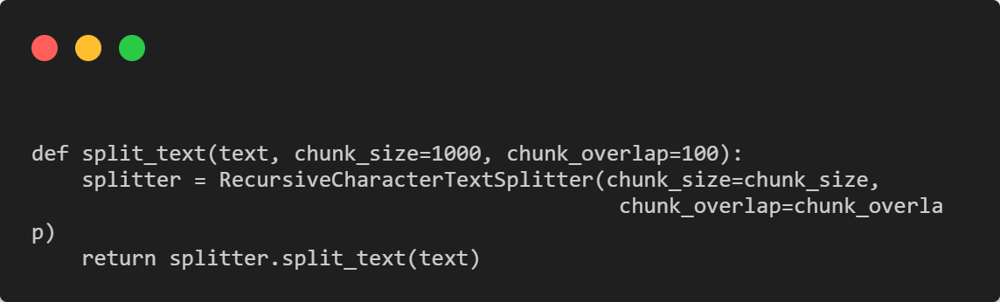 def split_text(text, chunk_size=1000, chunk_overlap=100):
    splitter = RecursiveCharacterTextSplitter(chunk_size=chunk_size,
                                               chunk_overlap=chunk_overla
p)
    return splitter.split_text(text)